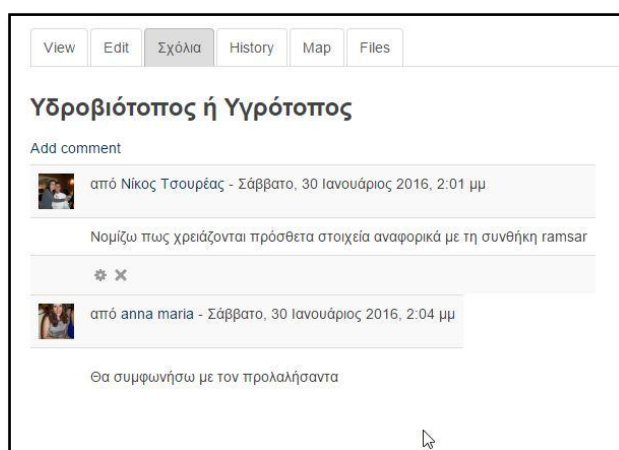 View Edit Σχόλια History Map Files
Υδροβιότοπος ή Υγρότοπος
Add comment
από Νίκος Τσουρέας - Σάββατο, 30 Ιανουάριος 2016, 2:01 μμ
Νομίζω πως χρειάζονται πρόσθετα στοιχεία αναφορικά με τη συνθήκη ramsar
από anna maria - Σάββατο, 30 Ιανουάριος 2016, 2:04 μμ
Θα συμφωνήσω με τον προλαλήσαντα